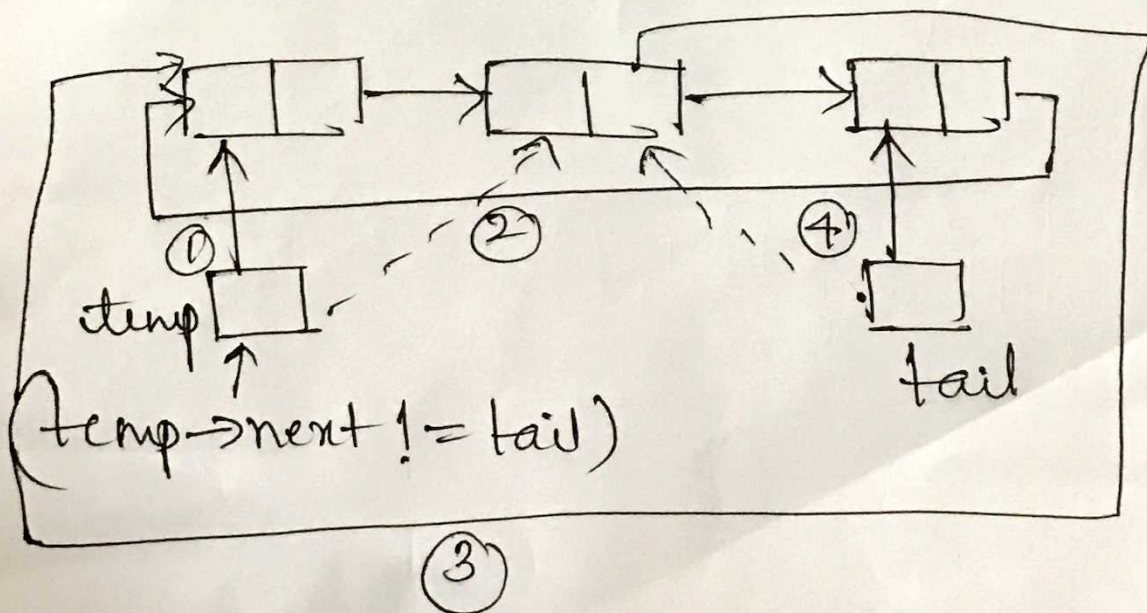 ① ② ④
temp
tail
(temp->next != tail)
③